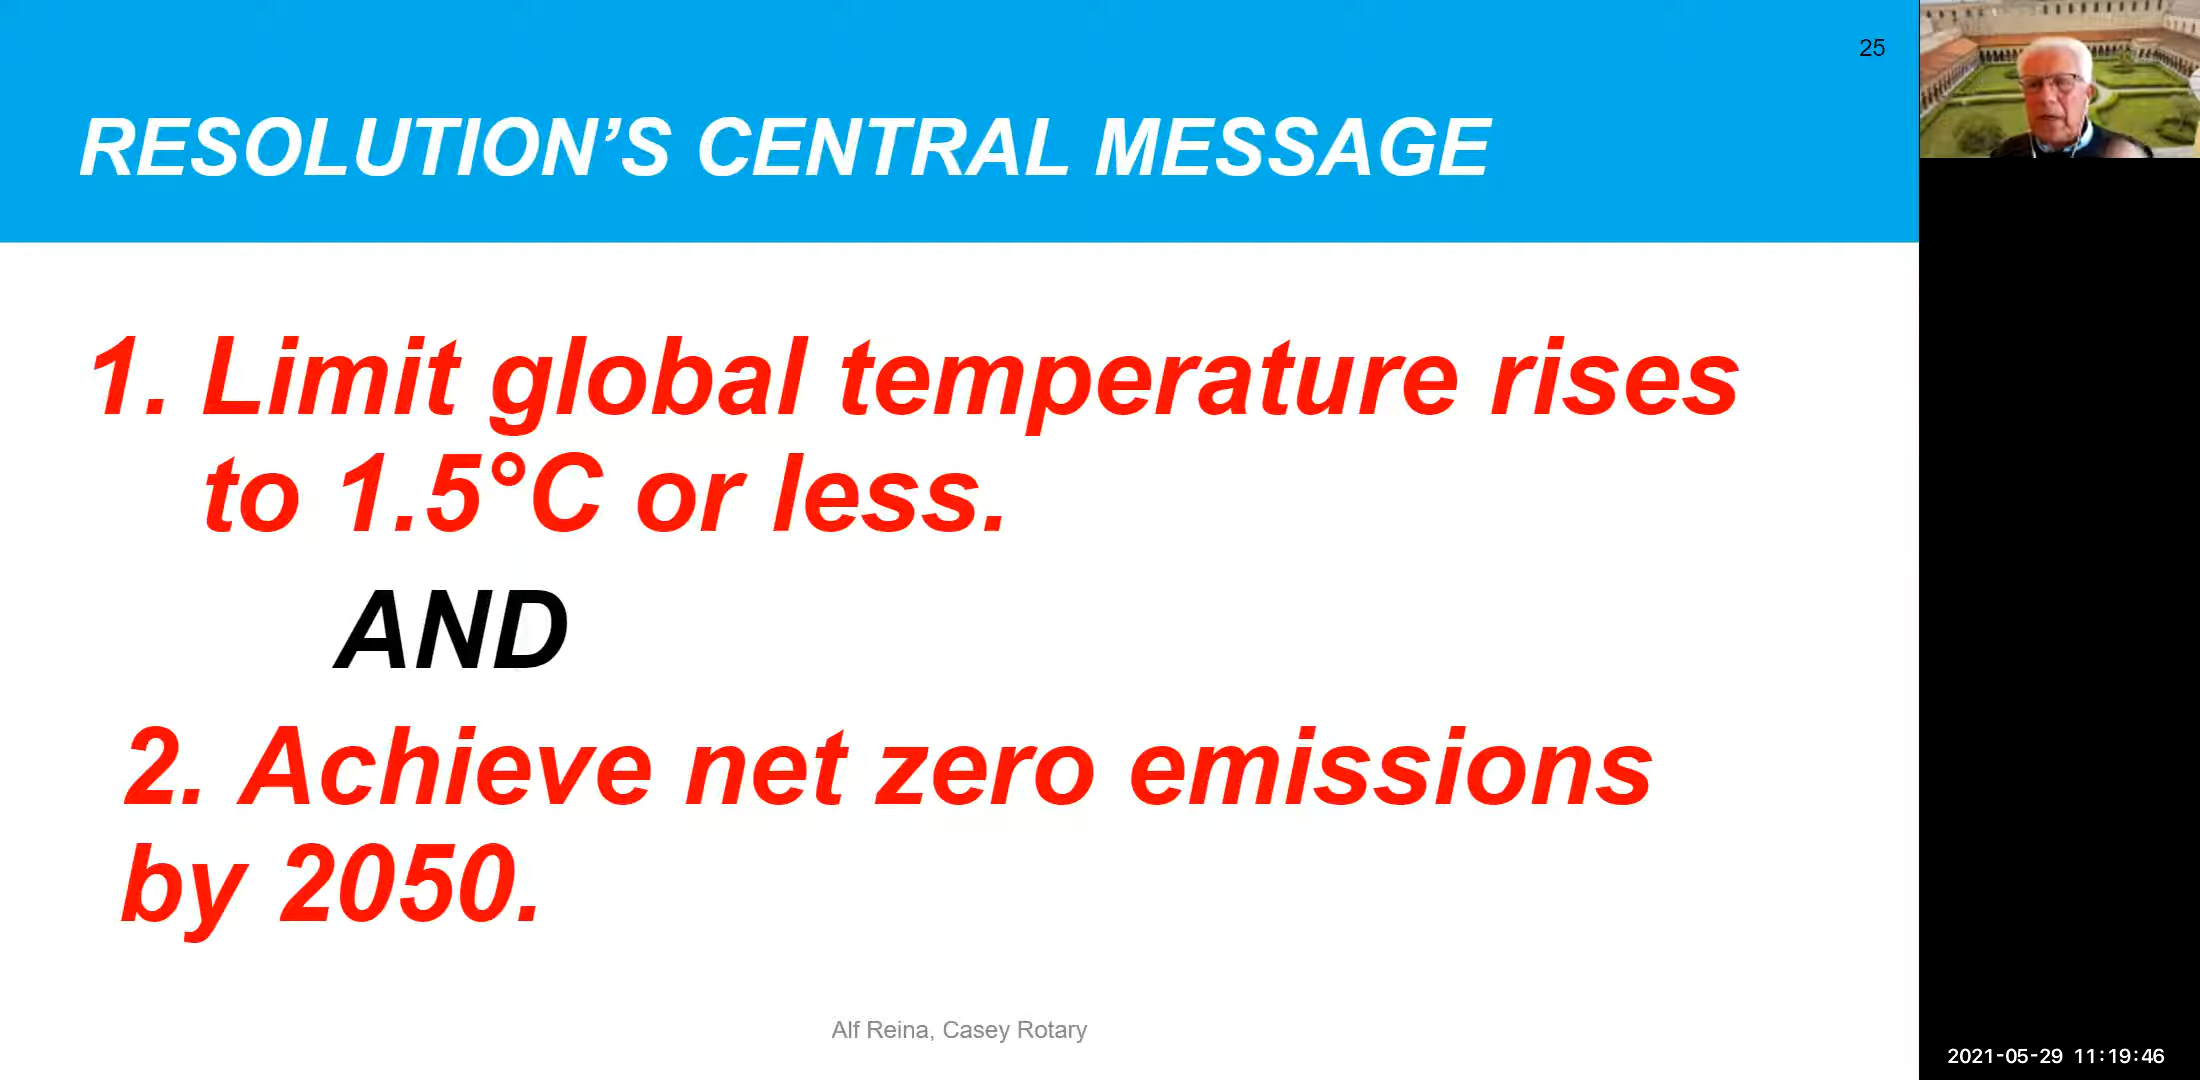 25
RESOLUTION’S CENTRAL MESSAGE
1. Limit global temperature rises
to 1.5°C or less.
AND
2. Achieve net zero emissions
by 2050.
Alf Reina, Casey Rotary
2021-05-29 11:19:46